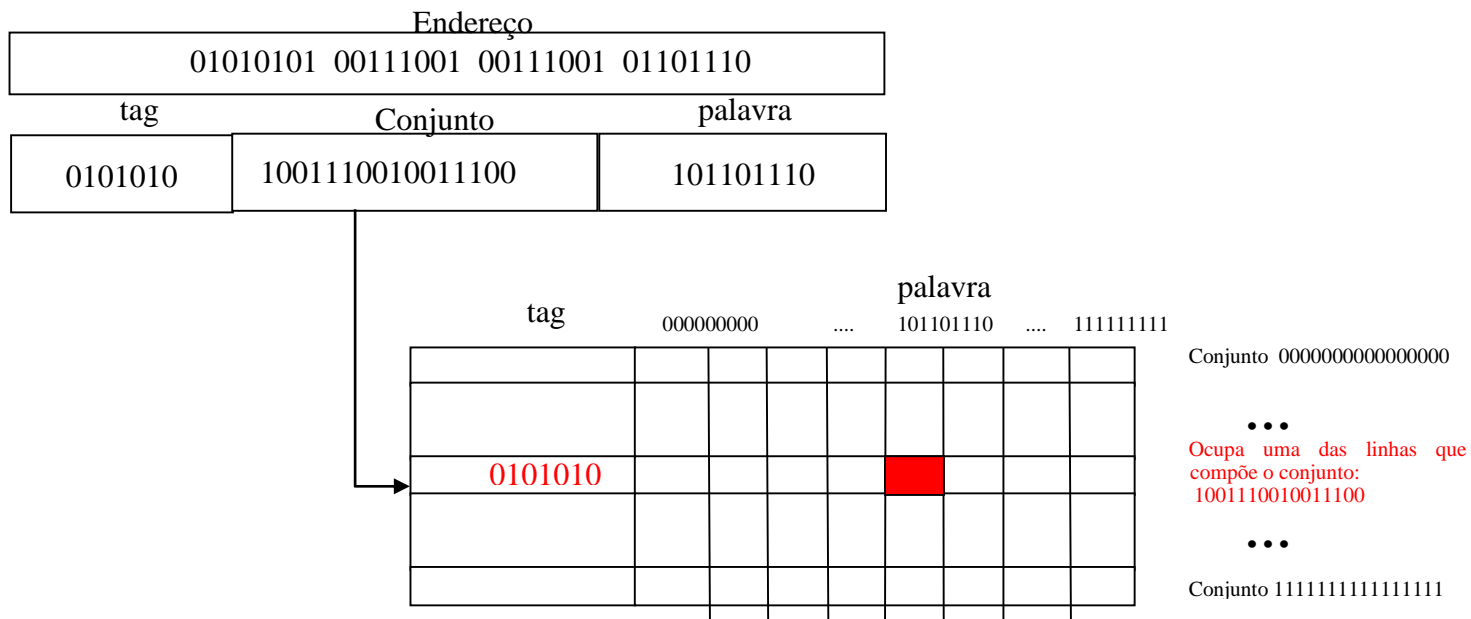 Endereço
01010101 00111001 00111001 01101110
tag Conjunto palavra
0101010 1001110010011100 101101110
palavra
tag 000000000 .... 101101110 .... 111111111
Conjunto 0000000000000000
...
0101010
Ocupa uma das linhas que
compõe o conjunto:
1001110010011100
...
Conjunto 1111111111111111